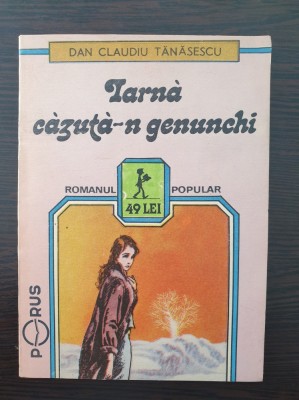 DAN CLAUDIU TĂNĂSESCU
Iarnă
căzută-n genunchi
ROMANUL POPULAR
49 LEI
PORUS